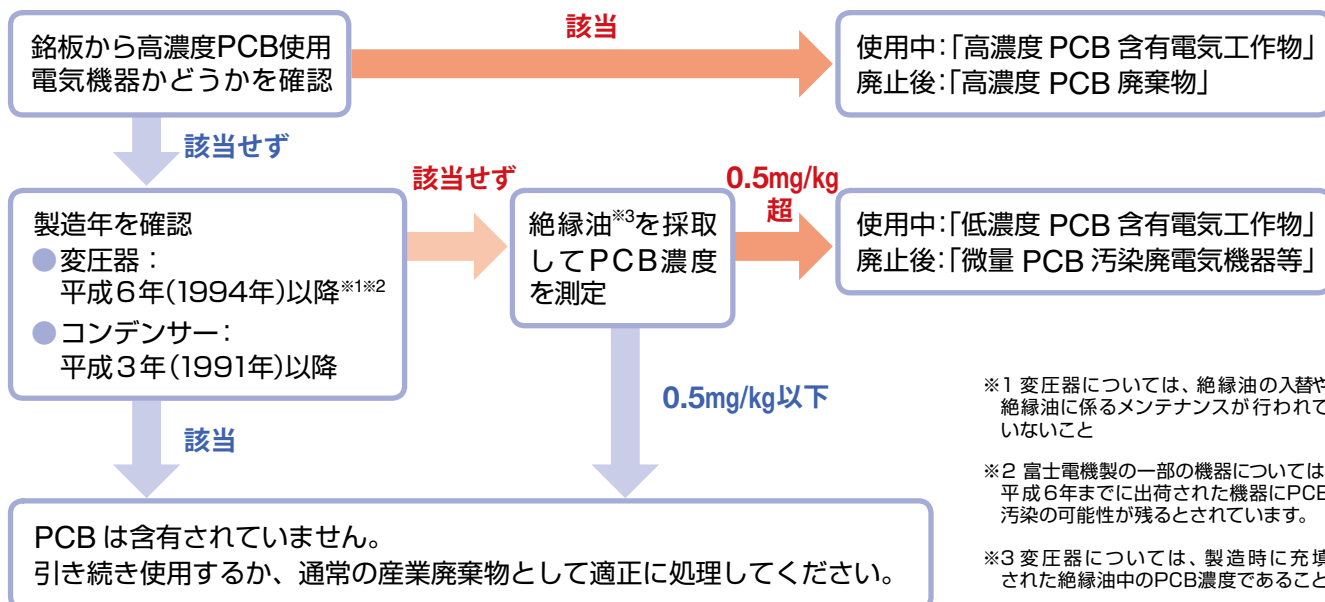 銘板から高濃度PCB使用
電気機器かどうかを確認
該当
使用中:「高濃度 PCB 含有電気工作物」
廃止後:「高濃度 PCB 廃棄物」
該当せず
製造年を確認
●変圧器：
平成6年(1994年)以降※1※2
●コンデンサー：
平成3年(1991年)以降
該当せず
絶縁油※3を採取
してPCB濃度
を測定
0.5mg/kg
超
使用中:「低濃度 PCB 含有電気工作物」
廃止後:「微量 PCB 汚染廃電気機器等」
該当
0.5mg/kg以下
PCB は含有されていません。
引き続き使用するか、通常の産業廃棄物として適正に処理してください。
※1 変圧器については、絶縁油の入替や
絶縁油に係るメンテナンスが行われて
いないこと
※2 富士電機製の一部の機器については
平成6年までに出荷された機器にPCB
汚染の可能性が残るとされています。
※3 変圧器については、製造時に充填
された絶縁油中のPCB濃度であること